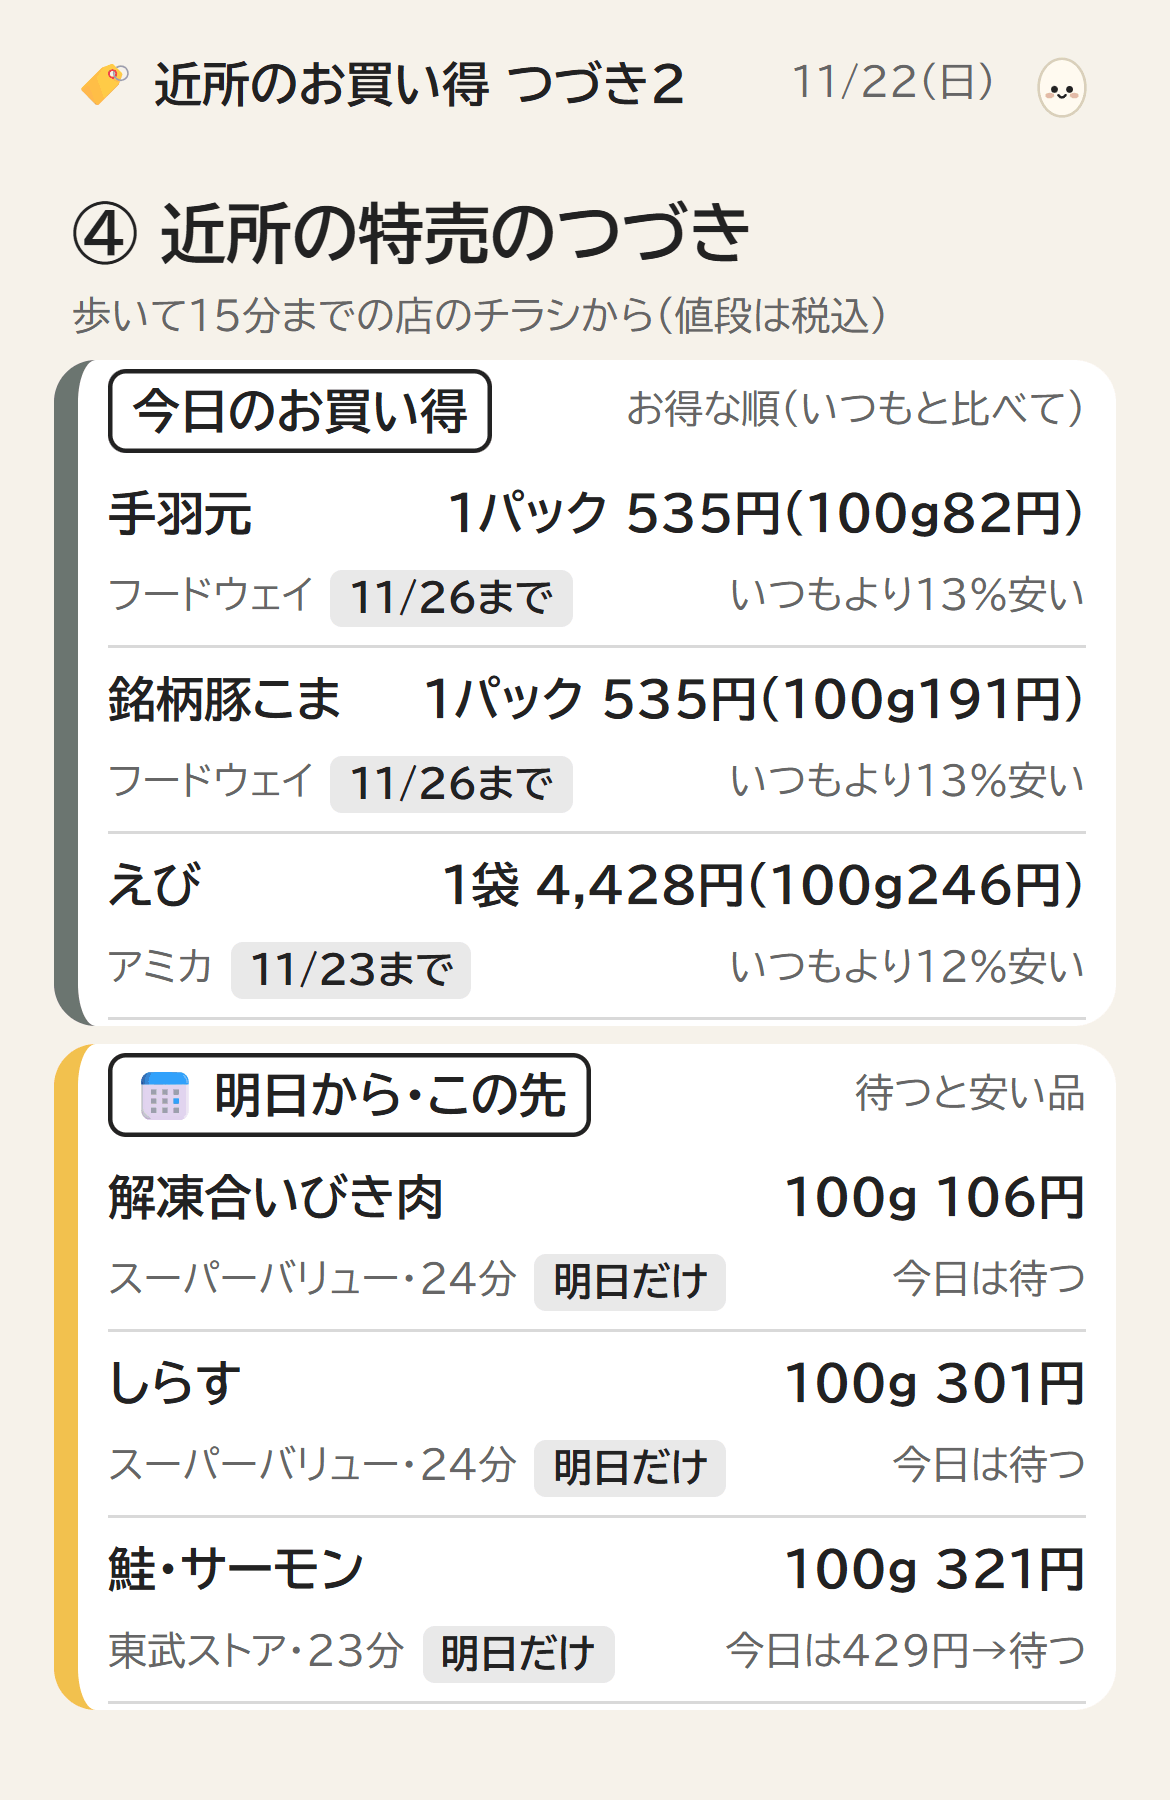 近所のお買い得 つづき2
11/22(日)
④ 近所の特売のつづき
歩いて15分までの店のチラシから(値段は税込)
今日のお買い得
お得な順(いつもと比べて)
手羽元 1パック 535円(100g82円)
フードウェイ 11/26まで いつもより13%安い
銘柄豚こま 1パック 535円(100g191円)
フードウェイ 11/26まで いつもより13%安い
えび 1袋 4,428円(100g246円)
アミカ 11/23まで いつもより12%安い
明日から・この先
待つと安い品
解凍合いびき肉 100g 106円
スーパーバリュー・24分 明日だけ 今日は待つ
しらす 100g 301円
スーパーバリュー・24分 明日だけ 今日は待つ
鮭・サーモン 100g 321円
東武ストア・23分 明日だけ 今日は429円→待つ